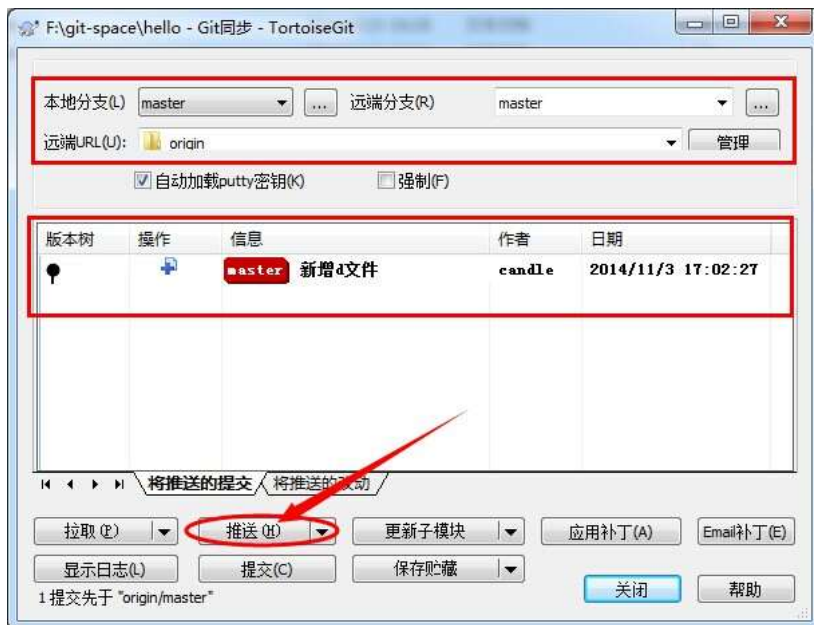 F:\git-space\hello - Git同步 - TortoiseGit
本地分支(L) master ... 远端分支(R) master ...
远端URL(U): origin 管理
自动加载putty密钥(K) 强制(F)
版本树 操作 信息 作者 日期
master 新增d文件 candle 2014/11/3 17:02:27
将推送的提交 将推送的改动
拉取(P) 推送(H) 更新子模块 应用补丁(A) Email补丁(E)
显示日志(L) 提交(C) 保存贮藏
关闭 帮助
1 提交先于 "origin/master"